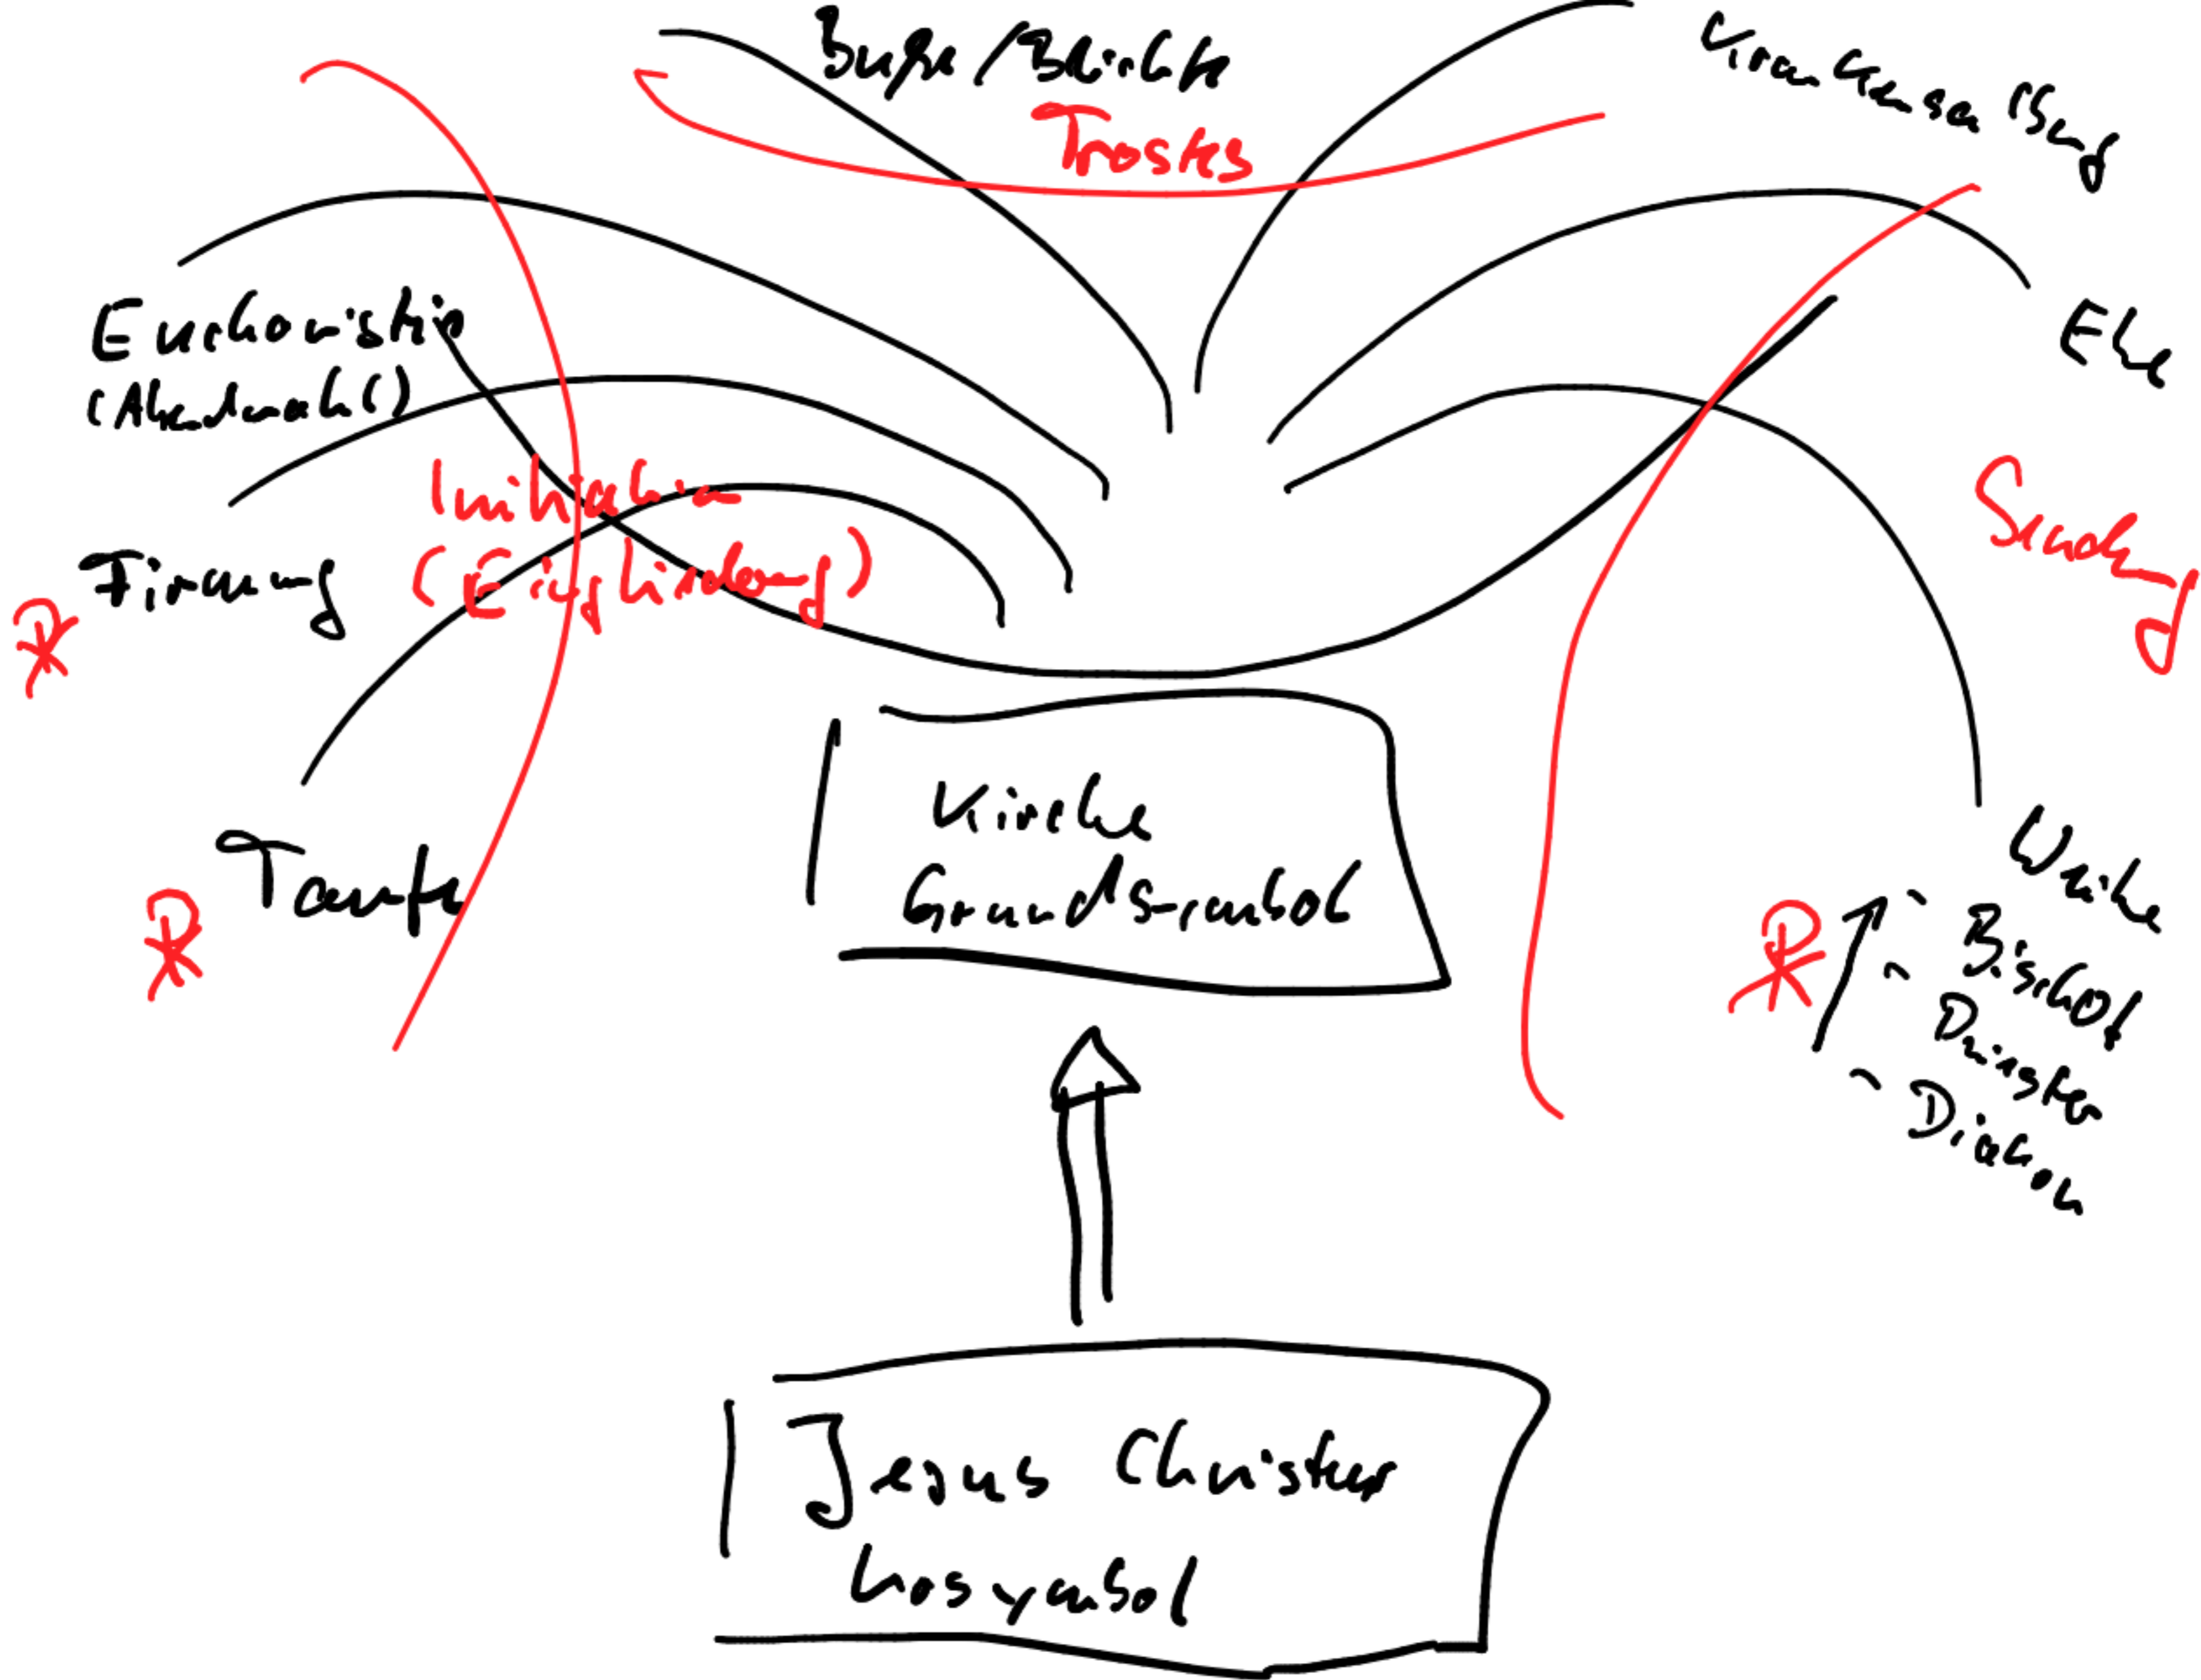 Buße/Beichte
Trostes
Krankensalbung
Eucharistie
(Abendmahl)
Ehe
Initiation
(Eingliederung)
Sendung
Firmung
Taufe
Kirche
Grundsymbol
Weihe
- Bischof
- Priester
- Diakon
Jesus Christus
Ursymbol